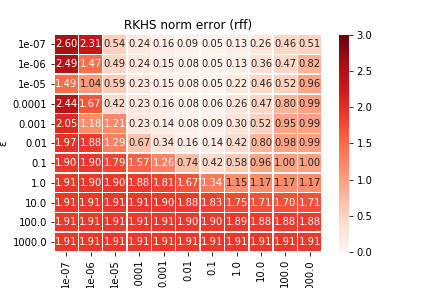 RKHS norm error (rff)
1e-07 2.60 2.31 0.54 0.24 0.16 0.09 0.05 0.13 0.26 0.46 0.51
1e-06 2.49 1.47 0.49 0.24 0.15 0.08 0.05 0.13 0.36 0.47 0.82
1e-05 1.49 1.04 0.59 0.23 0.15 0.08 0.05 0.22 0.46 0.52 0.96
0.0001 2.44 1.67 0.42 0.23 0.16 0.08 0.06 0.26 0.47 0.80 0.99
0.001 2.05 1.18 1.21 0.23 0.14 0.08 0.09 0.30 0.52 0.95 0.99
0.01 1.97 1.88 1.29 0.67 0.34 0.16 0.14 0.42 0.80 0.98 0.99
0.1 1.90 1.90 1.79 1.57 1.26 0.74 0.42 0.58 0.96 1.00 1.00
1.0 1.91 1.90 1.90 1.88 1.81 1.67 1.34 1.15 1.17 1.17 1.17
10.0 1.91 1.91 1.91 1.91 1.90 1.88 1.83 1.75 1.71 1.70 1.71
100.0 1.91 1.91 1.91 1.91 1.91 1.90 1.90 1.89 1.88 1.88 1.88
1000.0 1.91 1.91 1.91 1.91 1.91 1.91 1.91 1.91 1.91 1.91 1.91
1e-07 1e-06 1e-05 0001 0.001 0.01 0.1 1.0 10.0 100.0 000.0
ε
3.0
2.5
2.0
1.5
1.0
0.5
0.0